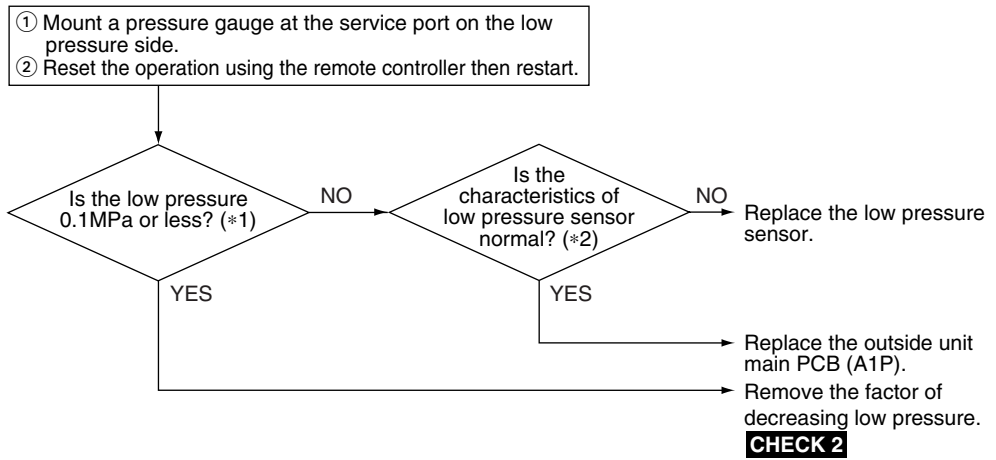 ① Mount a pressure gauge at the service port on the low
pressure side.
② Reset the operation using the remote controller then restart.
Is the low pressure
0.1MPa or less? (*1)
NO
YES
Is the
characteristics of
low pressure sensor
normal? (*2)
NO
YES
Replace the low pressure
sensor.
Replace the outside unit
main PCB (A1P).
Remove the factor of
decreasing low pressure.
CHECK 2